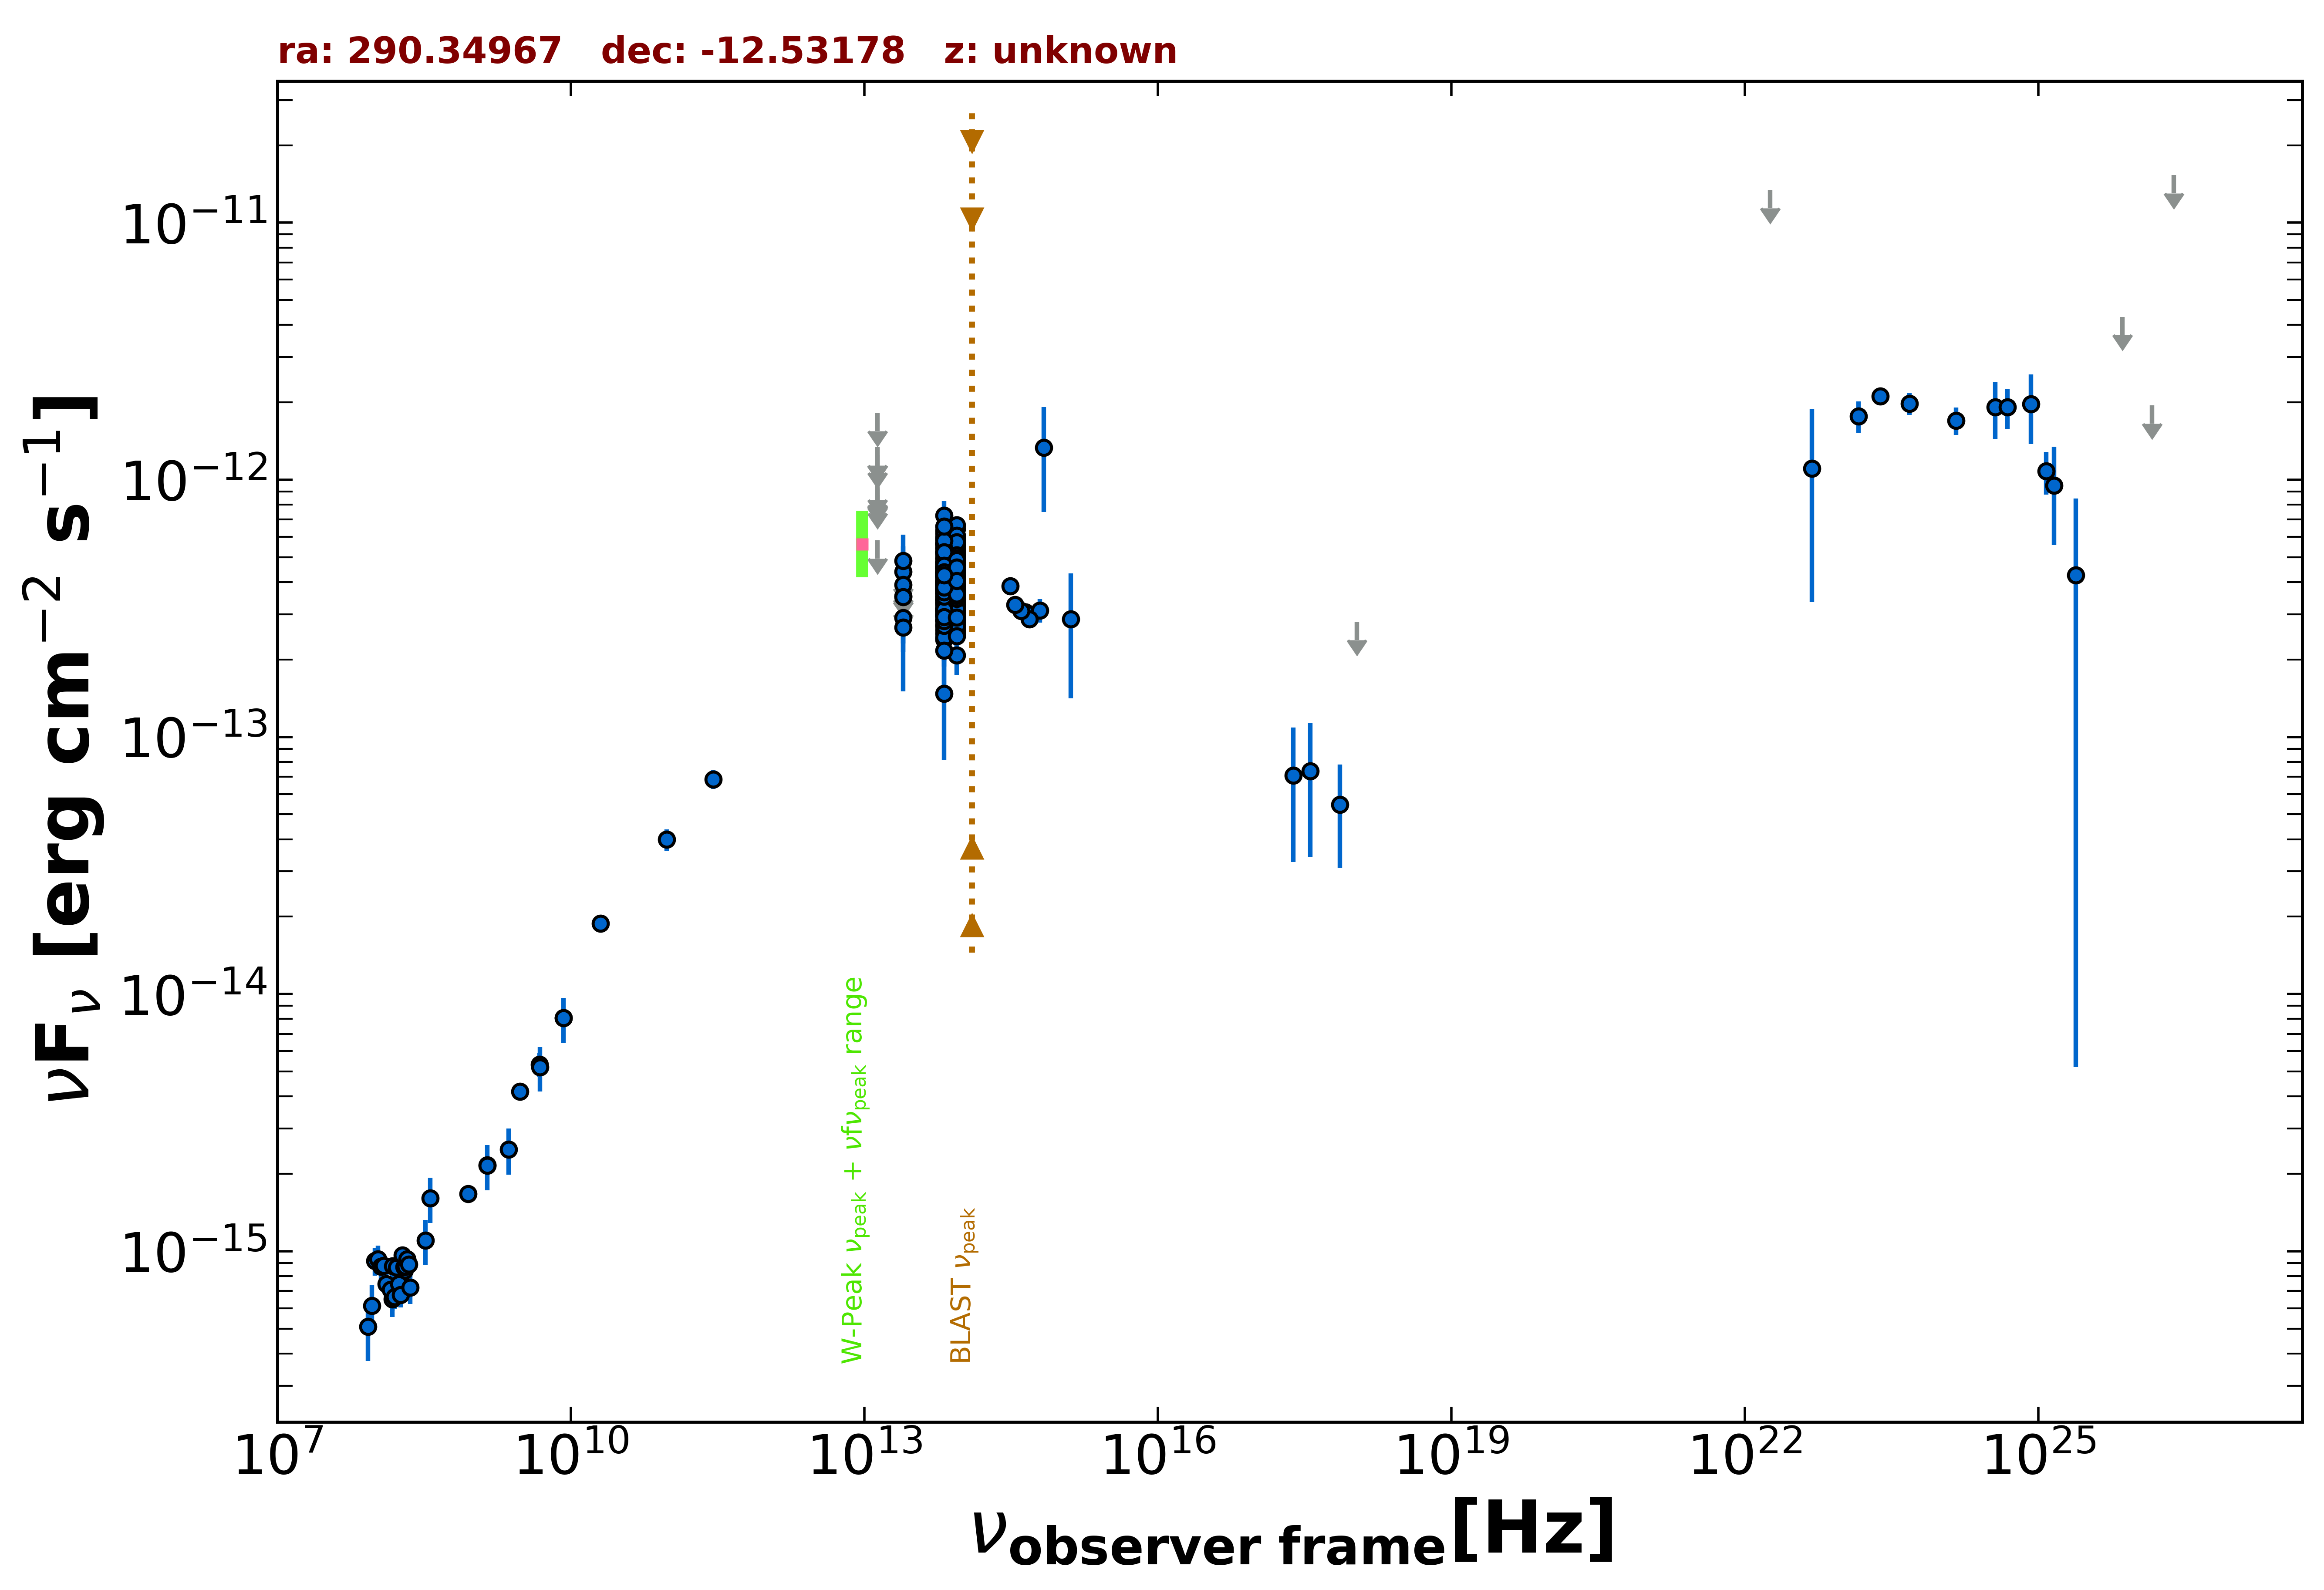 ra: 290.34967   dec: -12.53178   z: unknown
10⁻¹¹
10⁻¹²
10⁻¹³
10⁻¹⁴
10⁻¹⁵
νFν [erg cm⁻² s⁻¹]
W-Peak νpeak + νfνpeak range
BLAST νpeak
10⁷ 10¹⁰ 10¹³ 10¹⁶ 10¹⁹ 10²² 10²⁵
νobserver frame[Hz]